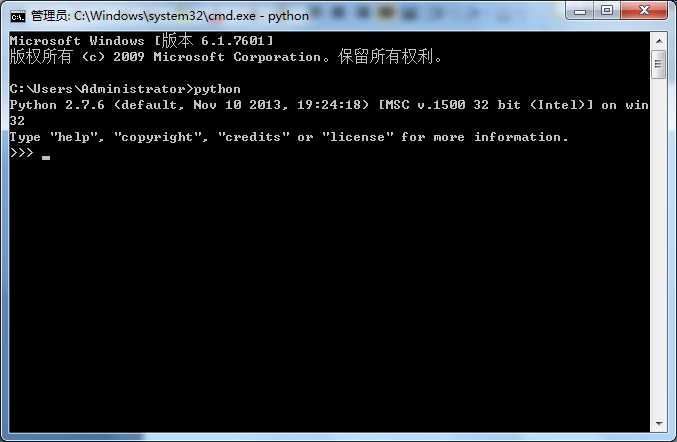 管理员: C:\Windows\system32\cmd.exe - python
Microsoft Windows [版本 6.1.7601]
版权所有 (c) 2009 Microsoft Corporation。保留所有权利。
C:\Users\Administrator>python
Python 2.7.6 (default, Nov 10 2013, 19:24:18) [MSC v.1500 32 bit (Intel)] on win
32
Type "help", "copyright", "credits" or "license" for more information.
>>>